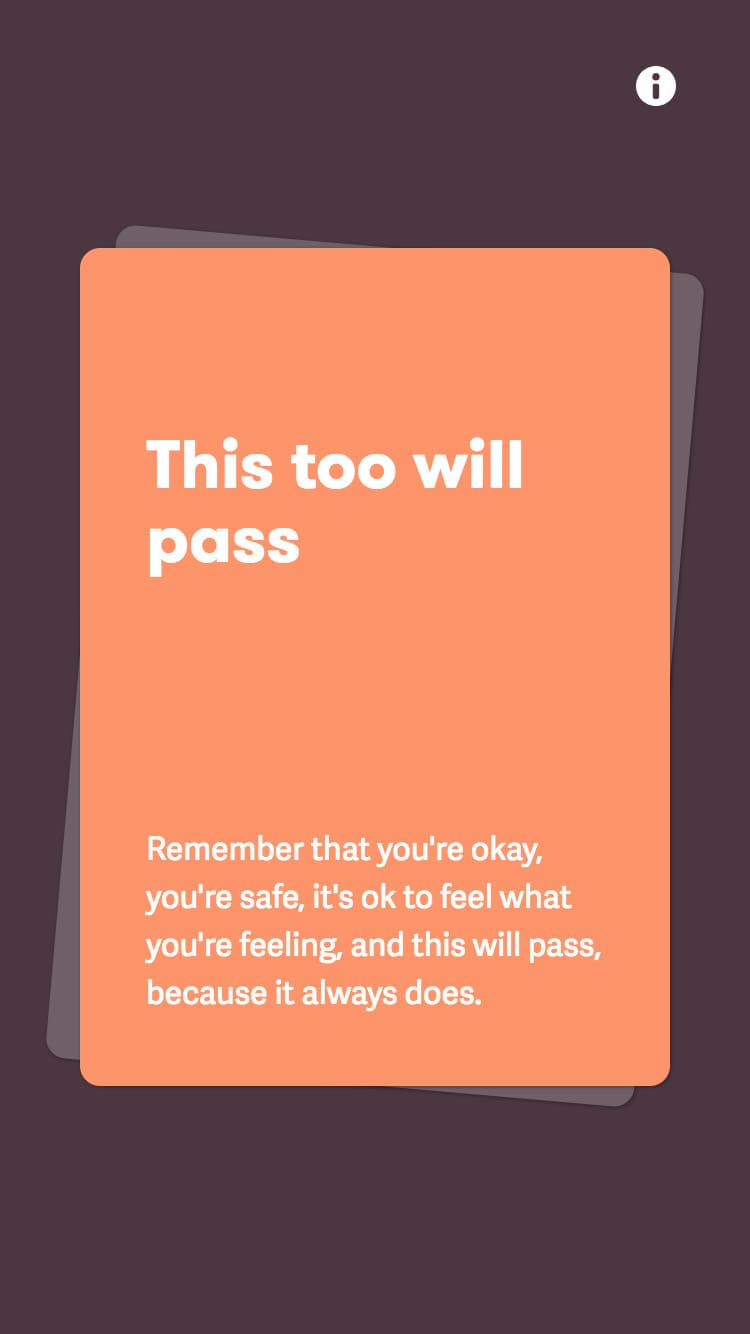 This too will
pass
Remember that you're okay,
you're safe, it's ok to feel what
you're feeling, and this will pass,
because it always does.